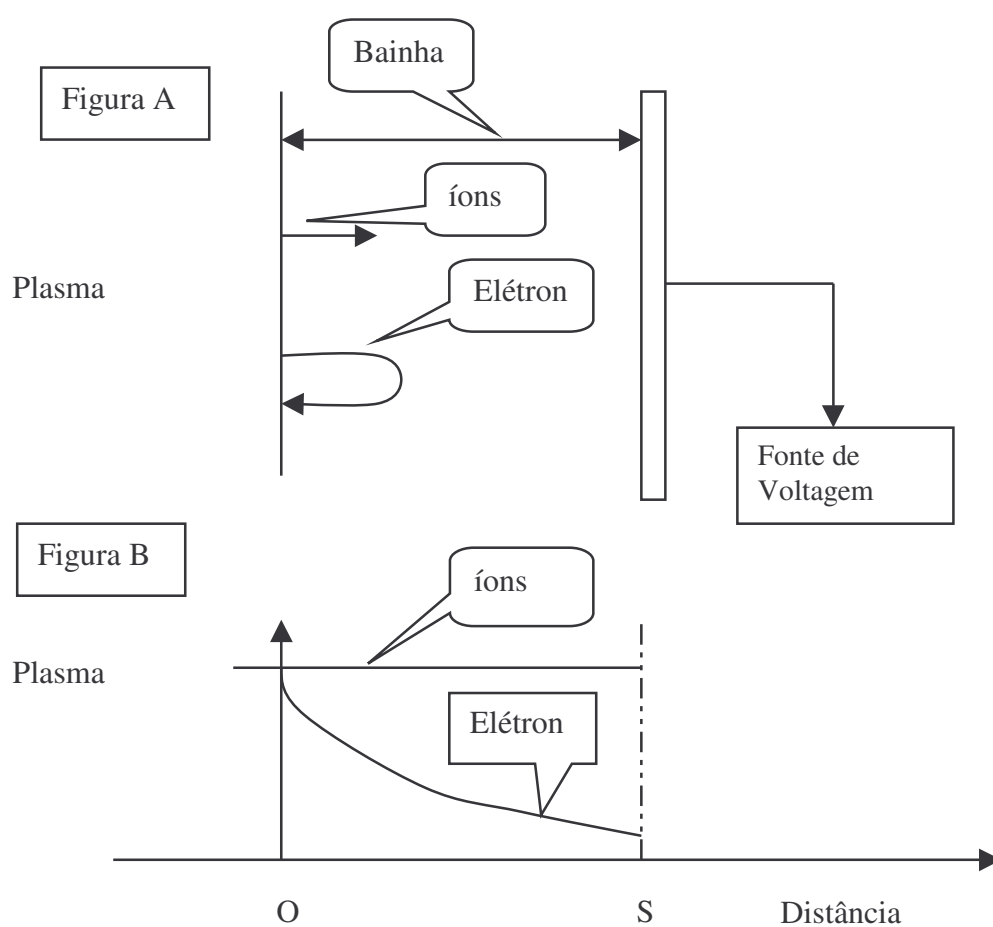 Bainha
Figura A
íons
Plasma
Elétron
Fonte de
Voltagem
Figura B
íons
Plasma
Elétron
O
S
Distância